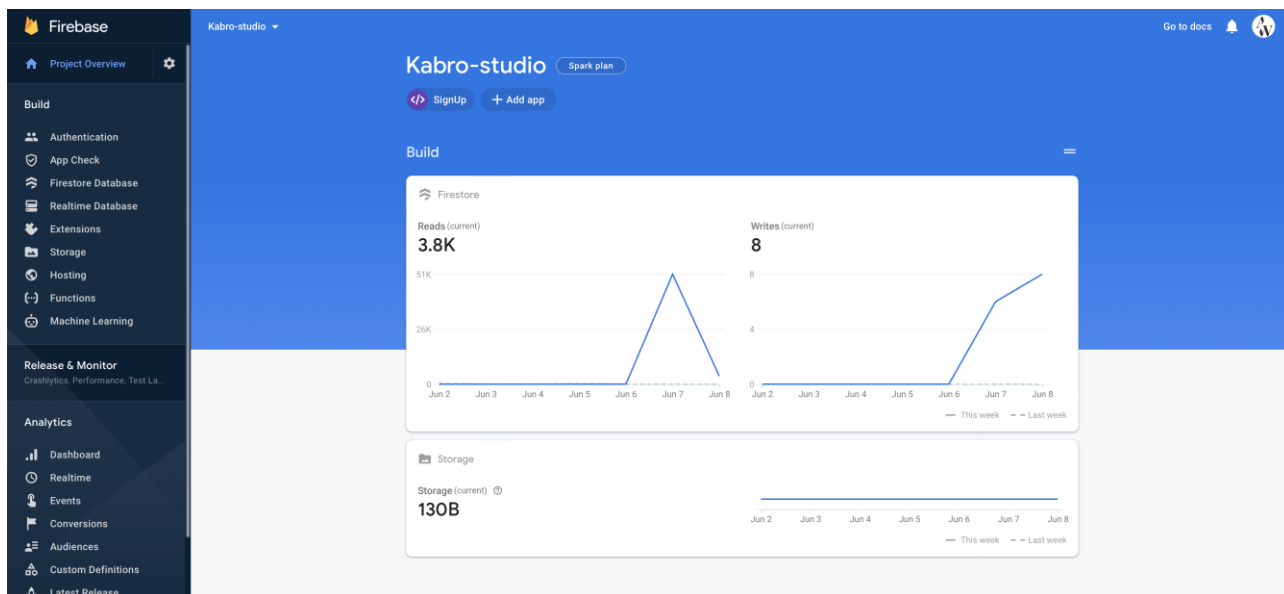 Firebase
Kabro-studio
Go to docs
Project Overview
Kabro-studio
Spark plan
SignUp
+ Add app
Build
Authentication
App Check
Firestore Database
Realtime Database
Extensions
Storage
Hosting
Functions
Machine Learning
Release & Monitor
Crashlytics, Performance, Test La...
Analytics
Dashboard
Realtime
Events
Conversions
Audiences
Custom Definitions
Latest Release
Build
Firestore
Reads (current)
3.8K
51K
26K
0
Jun 2 Jun 3 Jun 4 Jun 5 Jun 6 Jun 7 Jun 8
Writes (current)
8
8
4
0
Jun 2 Jun 3 Jun 4 Jun 5 Jun 6 Jun 7 Jun 8
This week Last week
Storage
Storage (current)
130B
Jun 2 Jun 3 Jun 4 Jun 5 Jun 6 Jun 7 Jun 8
This week Last week